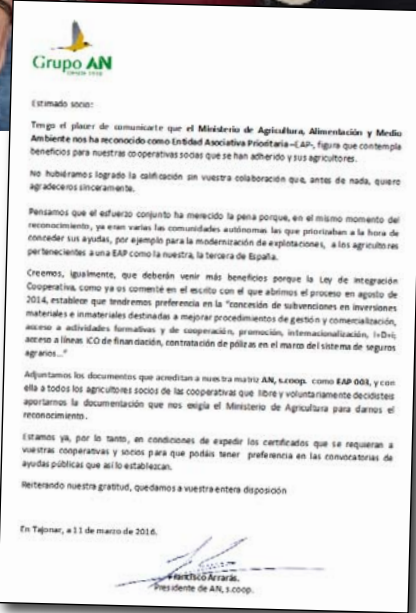 Grupo AN
DESDE 1910
Estimado socio:
Tengo el placer de comunicarte que el Ministerio de Agricultura, Alimentación y Medio
Ambiente nos ha reconocido como Entidad Asociativa Prioritaria –EAP-, figura que contempla
beneficios para nuestras cooperativas socias que se han adherido y sus agricultores.
No hubiéramos logrado la calificación sin vuestra colaboración que, antes de nada, quiero
agradeceros sinceramente.
Pensamos que el esfuerzo conjunto ha merecido la pena porque, en el mismo momento del
reconocimiento, ya eran varias las comunidades autónomas las que priorizaban a la hora de
conceder sus ayudas, por ejemplo para la modernización de explotaciones, a los agricultores
pertenecientes a una EAP como la nuestra, la tercera de España.
Creemos, igualmente, que deberán venir más beneficios porque la Ley de Integración
Cooperativa, como ya os comenté en el escrito con el que abrimos el proceso en agosto de
2014, establece que tendremos preferencia en la "concesión de subvenciones en inversiones
materiales e inmateriales destinadas a mejorar procedimientos de gestión y comercialización,
acceso a actividades formativas y de cooperación, promoción, internacionalización, I+D+i;
acceso a líneas ICO de financiación, contratación de pólizas en el marco del sistema de seguros
agrarios..."
Adjuntamos los documentos que acreditan a nuestra matriz AN, s.coop. como EAP 003, y con
ella a todos los agricultores socios de las cooperativas que libre y voluntariamente decidisteis
aportarnos la documentación que nos exigía el Ministerio de Agricultura para darnos el
reconocimiento.
Estamos ya, por lo tanto, en condiciones de expedir los certificados que se requieran a
vuestras cooperativas y socios para que podáis tener preferencia en las convocatorias de
ayudas públicas que así lo establezcan.
Reiterando nuestra gratitud, quedamos a vuestra entera disposición
En Tajonar, a 11 de marzo de 2016.
Francisco Arrarás.
Presidente de AN, s.coop.